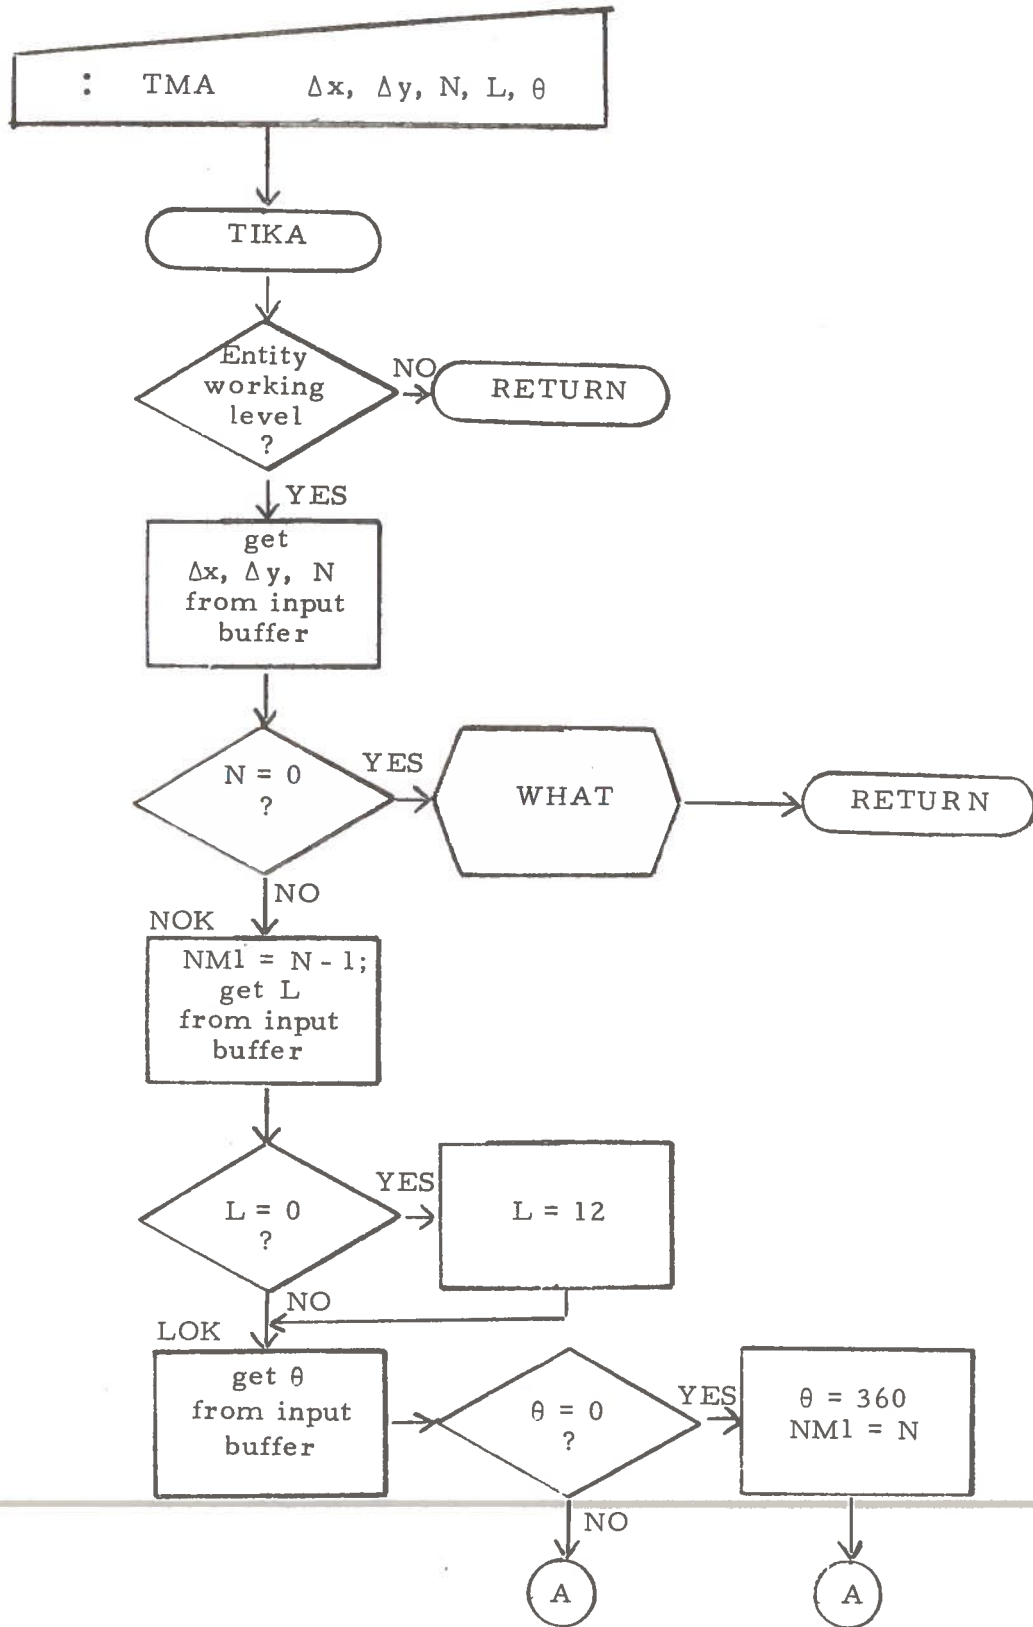 : TMA Δx, Δy, N, L, θ
TIKA
Entity
working
level
?
NO
RETURN
YES
get
Δx, Δy, N
from input
buffer
N = 0
?
YES
WHAT
RETURN
NO
NOK
NM1 = N - 1;
get L
from input
buffer
L = 0
?
YES
L = 12
NO
LOK
get θ
from input
buffer
θ = 0
?
YES
θ = 360
NM1 = N
NO
A
A